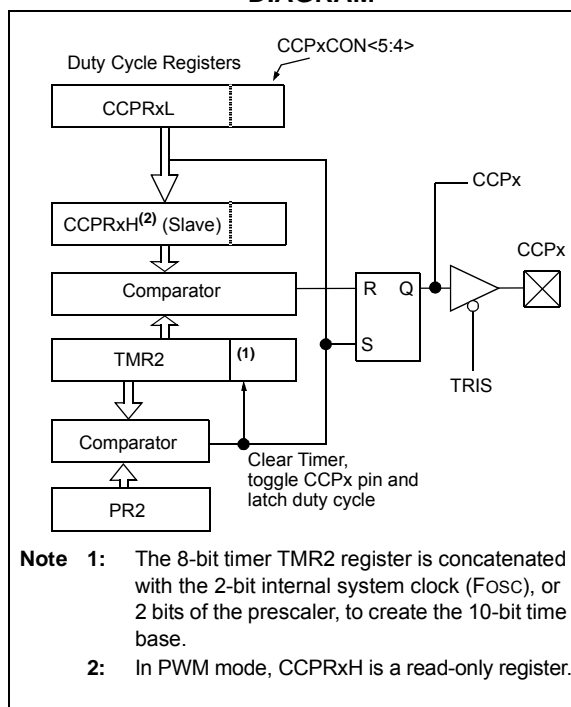 DIAGRAM
CCPxCON<5:4>
Duty Cycle Registers
CCPRxL
CCPx
CCPRxH(2) (Slave)
CCPx
Comparator
R Q
S
TMR2
(1)
TRIS
Comparator
Clear Timer,
toggle CCPx pin and
latch duty cycle
PR2
Note 1: The 8-bit timer TMR2 register is concatenated
with the 2-bit internal system clock (FOSC), or
2 bits of the prescaler, to create the 10-bit time
base.
2: In PWM mode, CCPRxH is a read-only register.